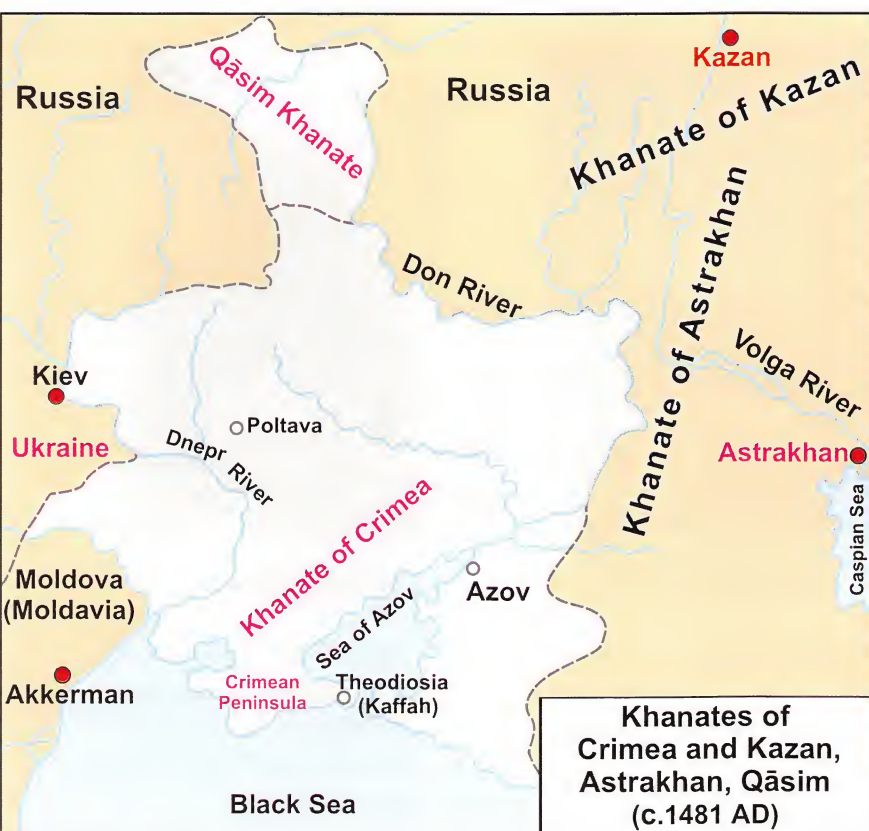 Kazan
Qāsim Khanate
Russia
Russia
Khanate of Kazan
Khanate of Astrakhan
Don River
Volga River
Kiev
Poltava
Ukraine
Dnepr River
Astrakhan
Khanate of Crimea
Caspian Sea
Moldova
(Moldavia)
Azov
Sea of Azov
Akkerman
Crimean
Peninsula
Theodiosia
(Kaffah)
Black Sea
Khanates of
Crimea and Kazan,
Astrakhan, Qāsim
(c.1481 AD)